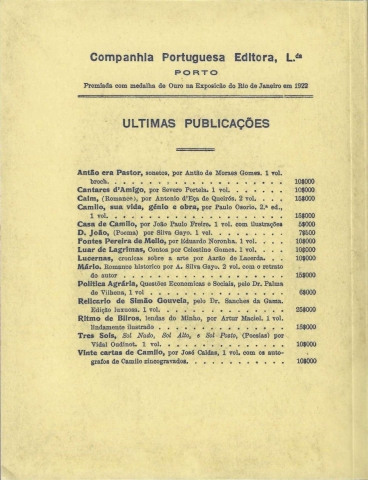 Companhia Portuguesa Editora, L.da
PORTO
Premiada com medalha de Ouro na Exposição do Rio de Janeiro em 1922
ULTIMAS PUBLICAÇÕES
Antão era Pastor, sonetos, por Antão de Moraes Gomes. 1 vol.
broch. . . . . . . . . . . . . . . . . . . 10$000
Cantares d'Amigo, por Severo Portela. 1 vol. . . . . . . 10$000
Caim, (Romance), por Antonio d'Eça de Queirós. 2 vol. . . . . 15$000
Camilo, sua vida, génio e obra, por Paulo Osorio. 2.ª ed.,
1 vol. . . . . . . . . . . . . . . . . . . 15$000
Casa de Camilo, por João Paulo Freire. 1 vol. com ilustrações 5$000
D. João, (Poema) por Silva Gayo. 1 vol. . . . . . . . . 7$500
Fontes Pereira de Mello, por Eduardo Noronha. 1 vol. . . . 10$000
Luar de Lagrimas, Contos por Celestino Gomes. 1 vol. . . . 10$000
Lucernas, cronicas sobre a arte por Aarão de Lacerda. . . . 10$000
Mário, Romance historico por A. Silva Gayo. 2 vol. com o retrato
do autor . . . . . . . . . . . . . . . . . 15$000
Politica Agrária, Questões Economicas e Sociais, pelo Dr. Palma
de Vilhena, 1 vol. . . . . . . . . . . . . . . 6$000
Relicario de Simão Gouveia, pelo Dr. Sanches da Gama.
Edição luxuosa. 1 vol. . . . . . . . . . . . . . 25$000
Ritmo de Bilros, lendas do Minho, por Artur Maciel. 1 vol.
lindamente ilustrado . . . . . . . . . . . . . 15$000
Tres Sois, Sol Nado, Sol Alto, e Sol Posto, (Poesias) por
Vidal Oudinot. 1 vol. . . . . . . . . . . . . . 10$000
Vinte cartas de Camilo, por José Caldas, 1 vol. com os auto-
grafos de Camilo zincogravados. . . . . . . . . . 10$000